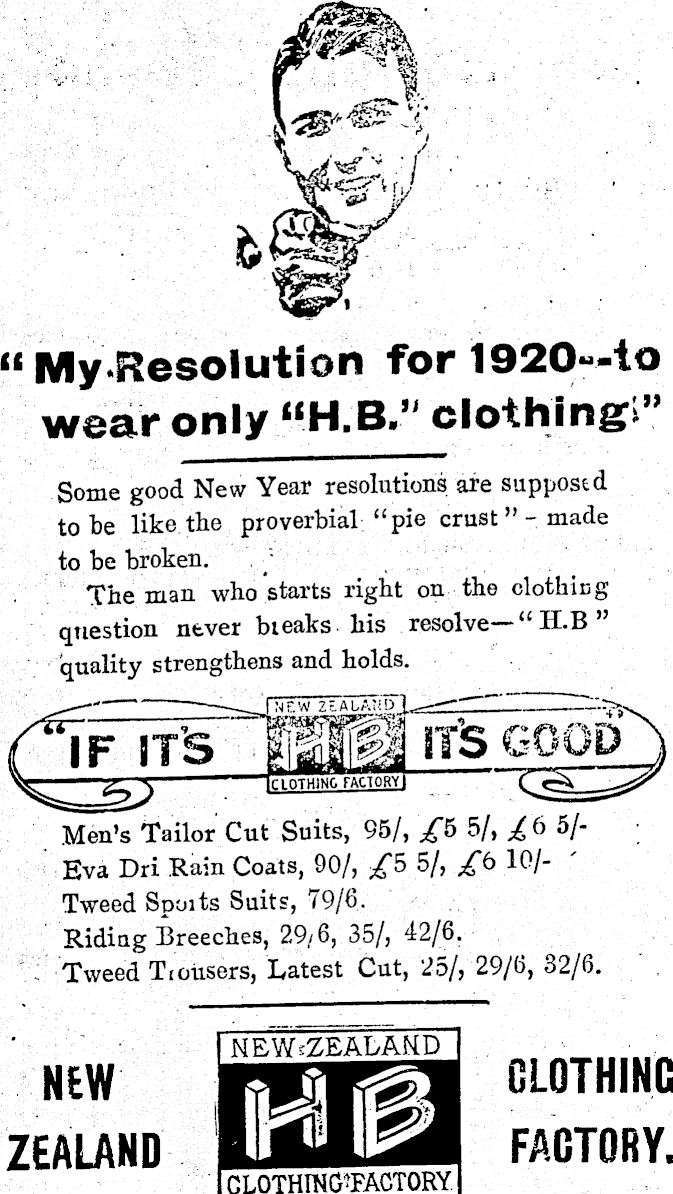 "My Resolution for 1920--to
wear only "H.B." clothing."
Some good New Year resolutions are supposed
to be like the proverbial "pie crust" - made
to be broken.
The man who starts right on the clothing
question never breaks his resolve—"H.B"
quality strengthens and holds.
NEW ZEALAND
"IF IT'S HB IT'S GOOD"
CLOTHING FACTORY
Men's Tailor Cut Suits, 95/, £5 5/, £6 5/-
Eva Dri Rain Coats, 90/, £5 5/, £6 10/-
Tweed Sports Suits, 79/6.
Riding Breeches, 29/6, 35/, 42/6.
Tweed Trousers, Latest Cut, 25/, 29/6, 32/6.
NEW
ZEALAND
NEW ZEALAND
HB
CLOTHING FACTORY
CLOTHING
FACTORY.